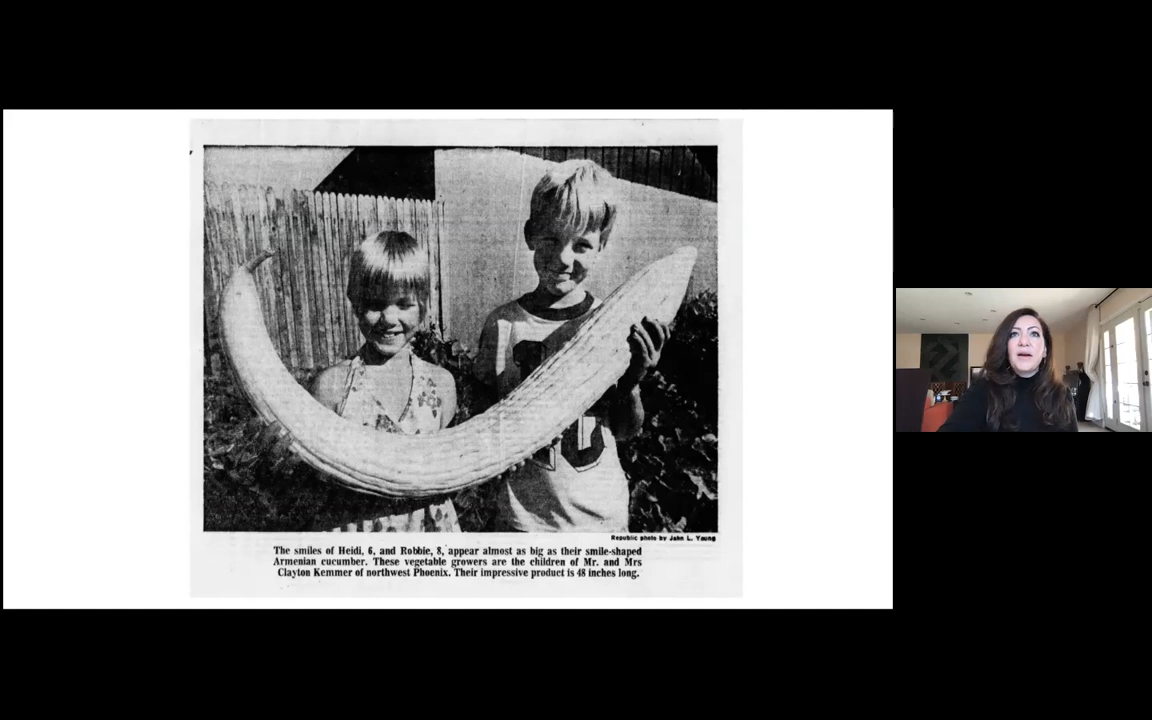 Republic photo by John L. Young
The smiles of Heidi, 6, and Robbie, 8, appear almost as big as their smile-shaped
Armenian cucumber. These vegetable growers are the children of Mr. and Mrs
Clayton Kemmer of northwest Phoenix. Their impressive product is 48 inches long.